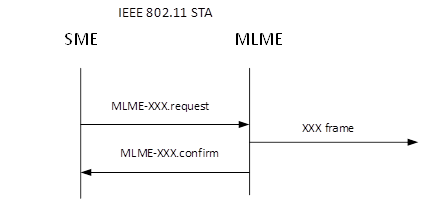 IEEE 802.11 STA
SME
MLME
MLME-XXX.request
XXX frame
MLME-XXX.confirm